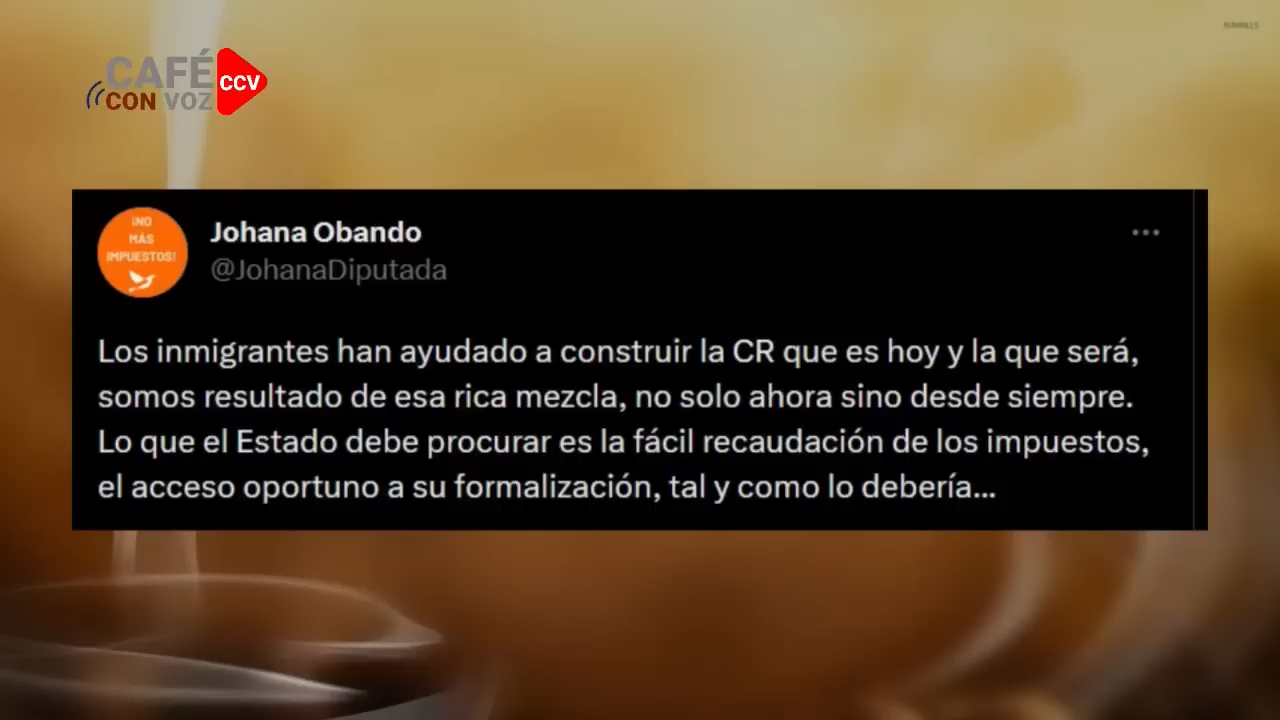 CAFÉ
CON VOZ
CCV
¡NO
MÁS
IMPUESTOS!
Johana Obando
@JohanaDiputada
Los inmigrantes han ayudado a construir la CR que es hoy y la que será,
somos resultado de esa rica mezcla, no solo ahora sino desde siempre.
Lo que el Estado debe procurar es la fácil recaudación de los impuestos,
el acceso oportuno a su formalización, tal y como lo debería...